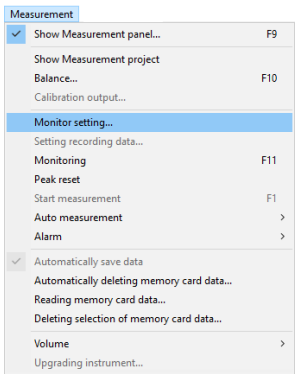 Measurement
Show Measurement panel... F9
Show Measurement project
Balance... F10
Calibration output...
Monitor setting...
Setting recording data...
Monitoring F11
Peak reset
Start measurement F1
Auto measurement
Alarm
Automatically save data
Automatically deleting memory card data...
Reading memory card data...
Deleting selection of memory card data...
Volume
Upgrading instrument...